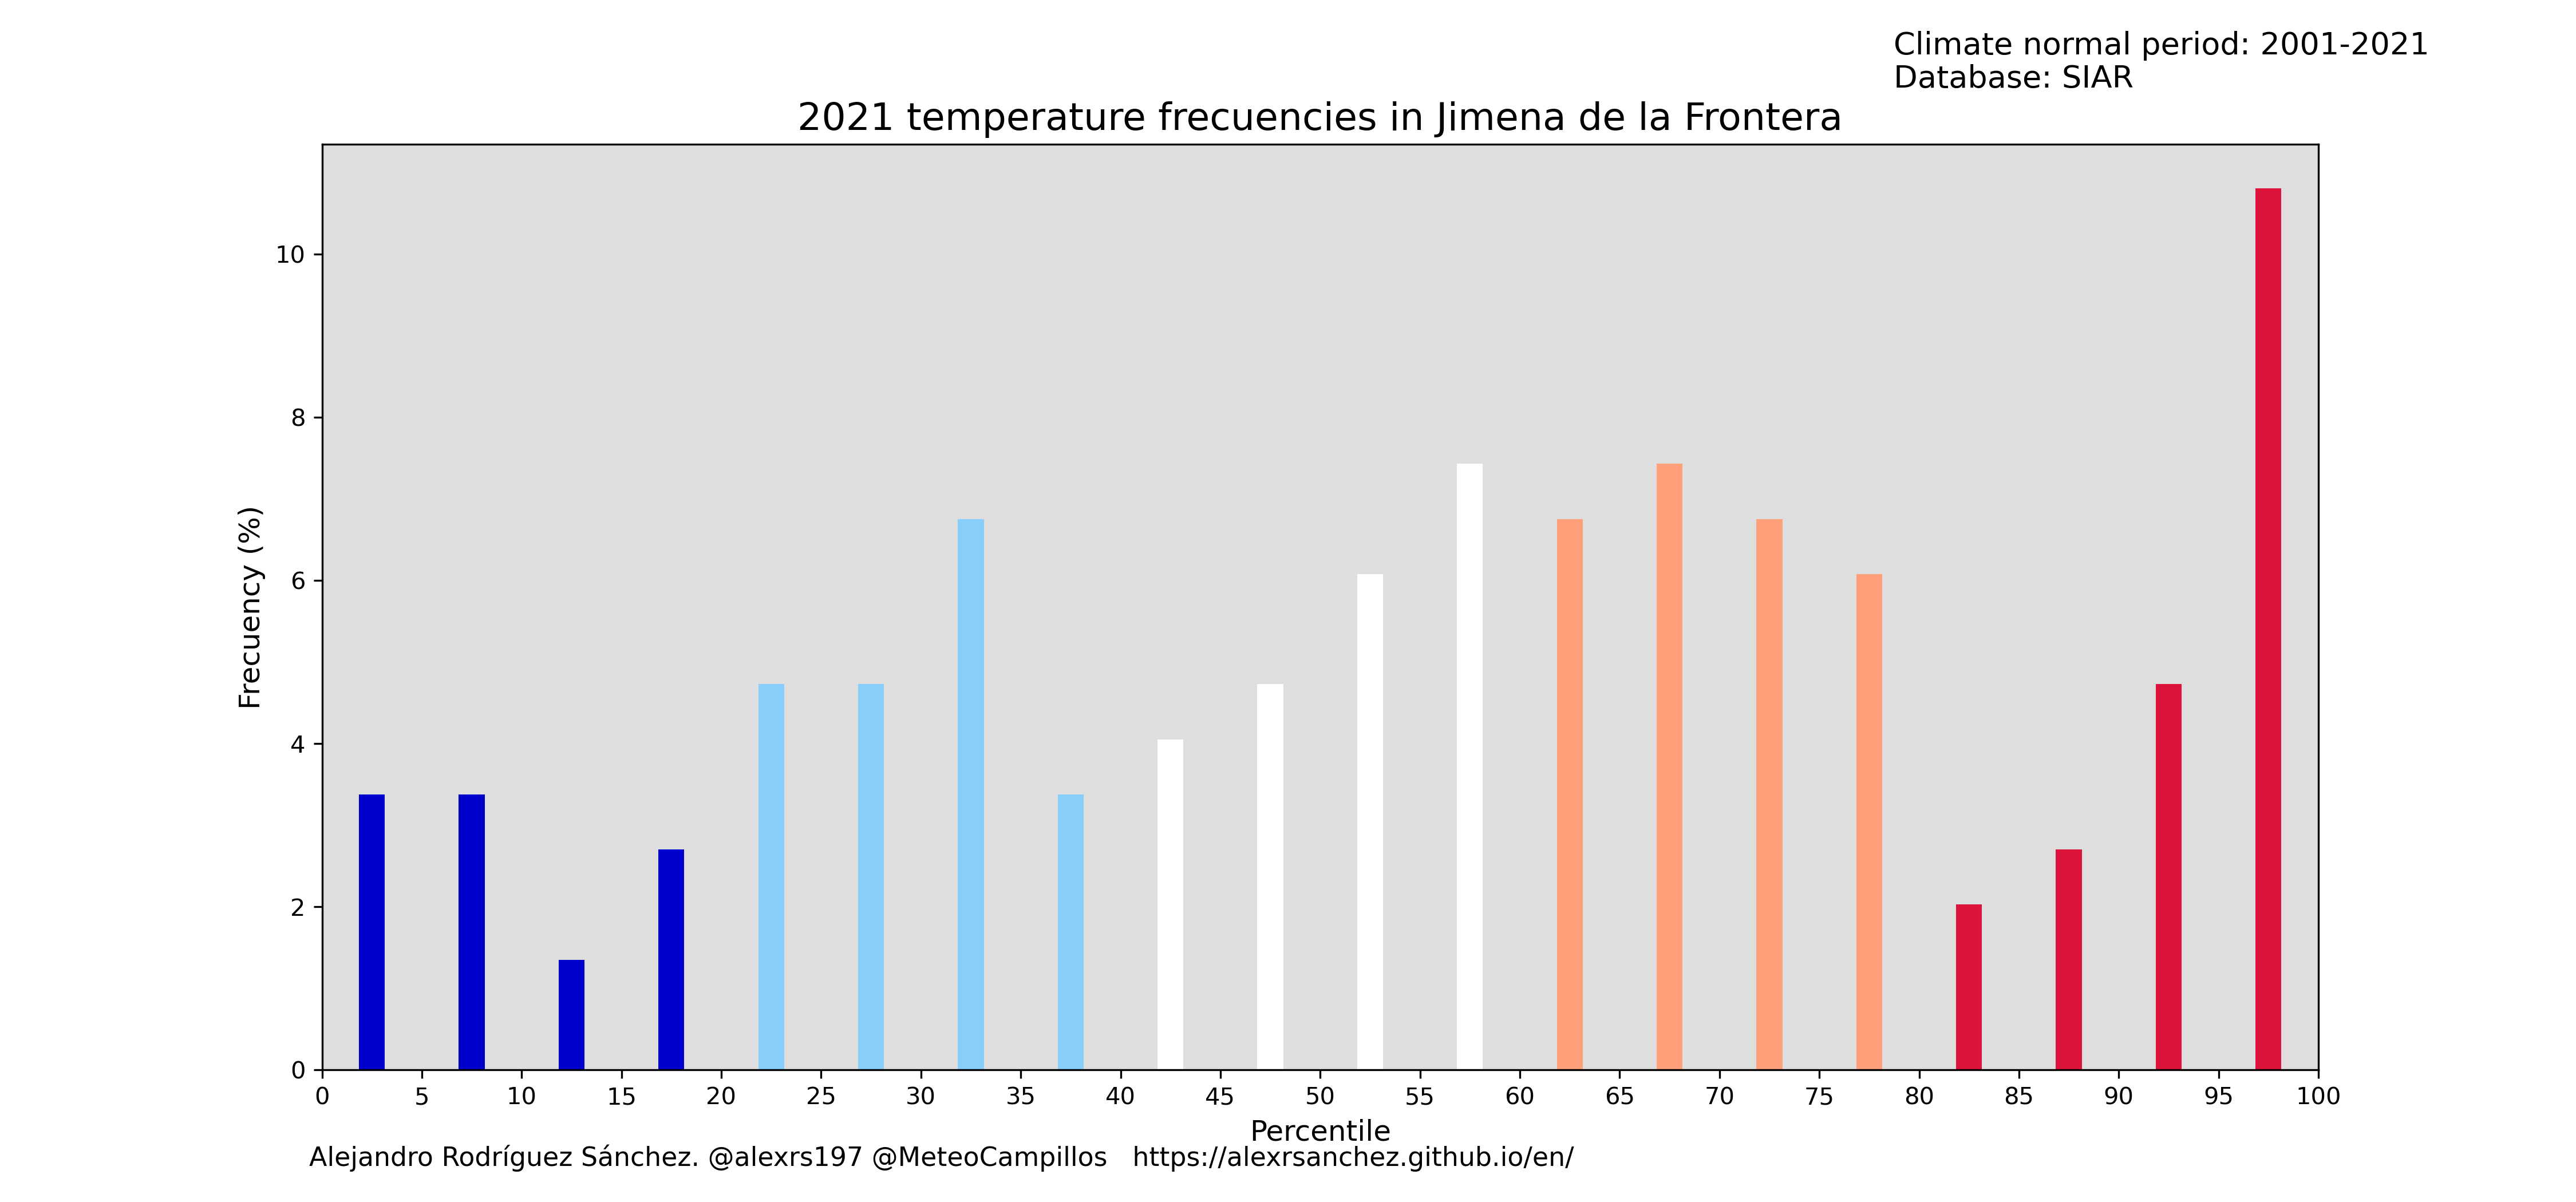 Climate normal period: 2001-2021
Database: SIAR
2021 temperature frecuencies in Jimena de la Frontera
10
8
6
4
2
0
Frecuency (%)
0 5 10 15 20 25 30 35 40 45 50 55 60 65 70 75 80 85 90 95 100
Percentile
Alejandro Rodríguez Sánchez. @alexrs197 @MeteoCampillos https://alexrsanchez.github.io/en/